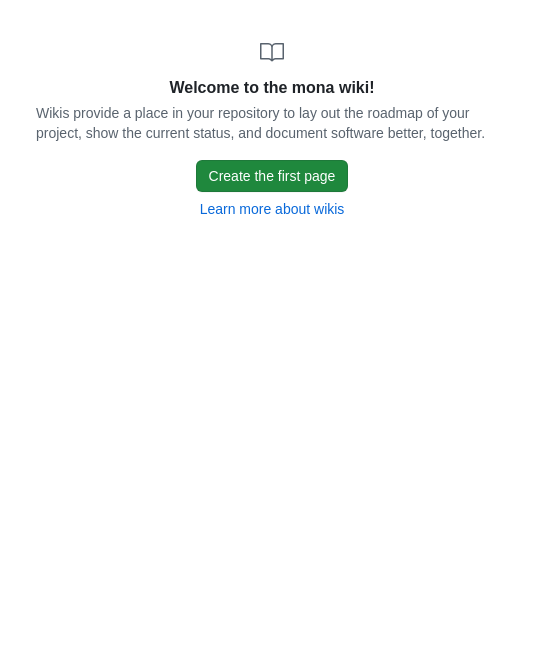 Welcome to the mona wiki!
Wikis provide a place in your repository to lay out the roadmap of your
project, show the current status, and document software better, together.
Create the first page
Learn more about wikis